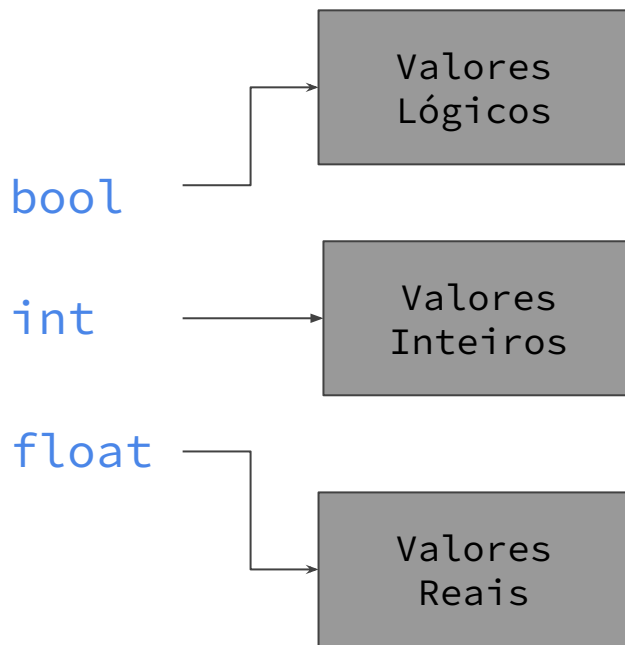 Valores
Lógicos
bool
Valores
Inteiros
int
float
Valores
Reais